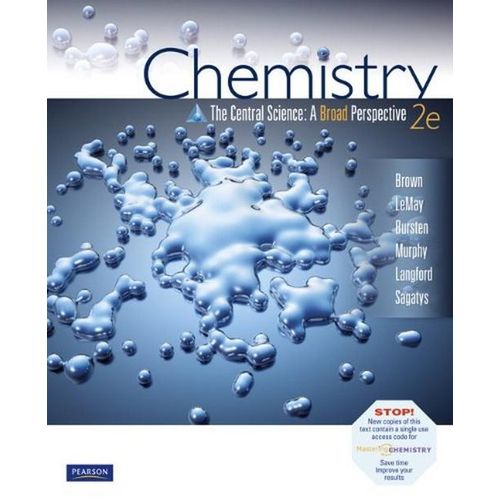 Chemistry
The Central Science: A Broad Perspective 2e
Brown
LeMay
Bursten
Murphy
Langford
Sagatys
STOP!
New copies of this
text contain a single use
access code for
MasteringCHEMISTRY
Save time
Improve your
results
PEARSON